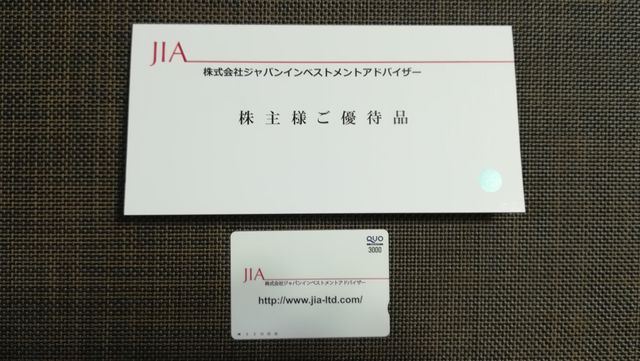 JIA
株式会社ジャパンインベストメントアドバイザー
株主様ご優待品
QUO
3000
JIA
株式会社ジャパンインベストメントアドバイザー
http://www.jia-ltd.com/